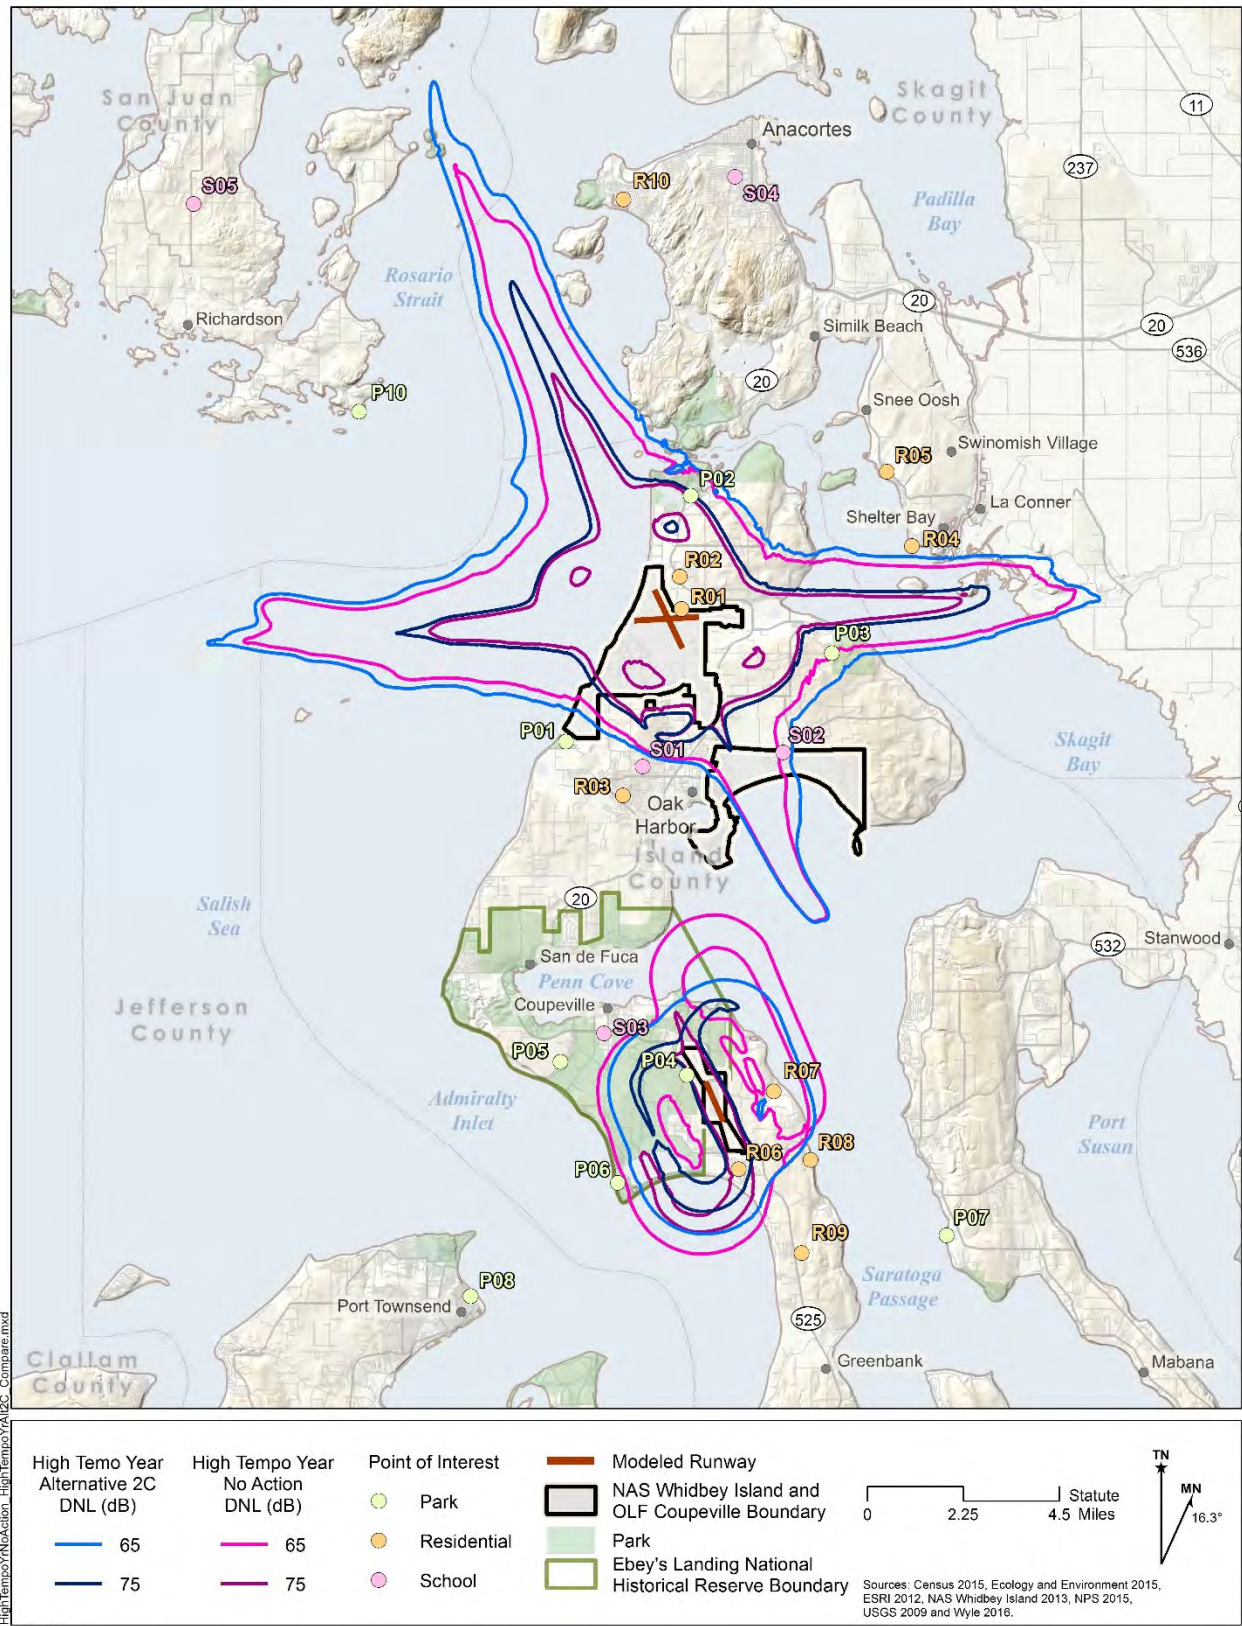 San Juan
County
Skagit
County
11
Anacortes
237
R10
S04
S05
Padilla
Bay
Rosario
Strait
20
Richardson
Similk Beach
20
536
20
P10
Snee Oosh
Swinomish Village
R05
P02
La Conner
Shelter Bay
R04
R02
R01
P03
P01
S01
S02
Skagit
Bay
R03
Oak
Harbor
Island
County
20
Salish
Sea
532
Stanwood
San de Fuca
Penn Cove
Jefferson
County
Coupeville
S03
P05
P04
R07
Admiralty
Inlet
Port
Susan
R08
R06
P06
P07
R09
Saratoga
Passage
P08
Port Townsend
525
Clallam
County
Greenbank
Mabana
HighTempoYrNoAction_HighTempoYrAlt2C_Compare.mxd
High Temo Year
Alternative 2C
DNL (dB)
65
75
High Tempo Year
No Action
DNL (dB)
65
75
Point of Interest
Park
Residential
School
Modeled Runway
NAS Whidbey Island and
OLF Coupeville Boundary
Park
Ebey's Landing National
Historical Reserve Boundary
Statute
0 2.25 4.5 Miles
TN
MN
16.3°
Sources: Census 2015, Ecology and Environment 2015,
ESRI 2012, NAS Whidbey Island 2013, NPS 2015,
USGS 2009 and Wyle 2016.